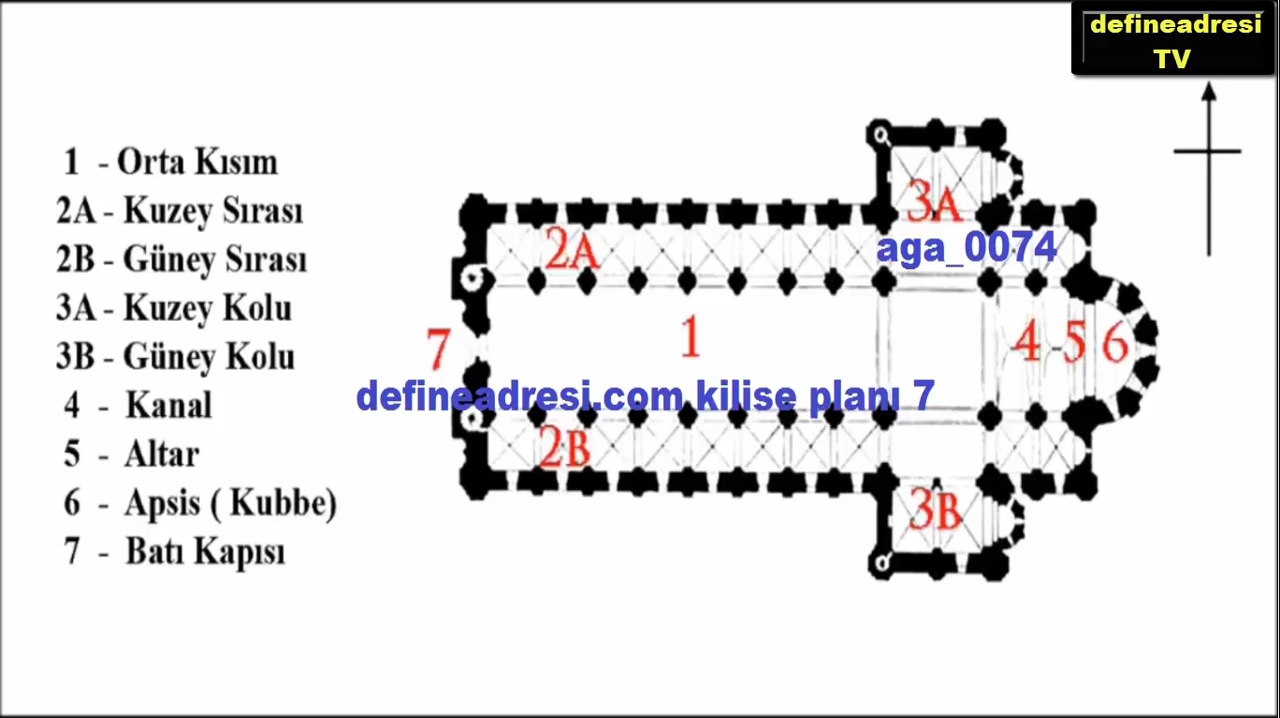 defineadresi
TV
1 - Orta Kısım
2A - Kuzey Sırası
2B - Güney Sırası
3A - Kuzey Kolu
3B - Güney Kolu
4 - Kanal
5 - Altar
6 - Apsis ( Kubbe)
7 - Batı Kapısı
3A
2A
aga_0074
7
1
4
5
6
defineadresi.com kilise planı 7
2B
3B